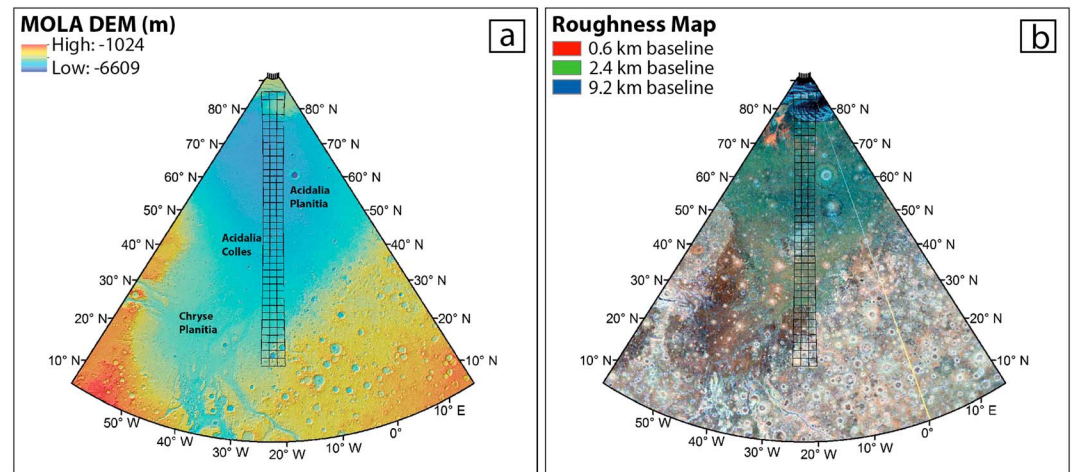 MOLA DEM (m)
High: -1024
Low: -6609
a
80° N
80° N
70° N
70° N
60° N
60° N
Acidalia
Planitia
50° N
50° N
Acidalia
Colles
40° N
40° N
30° N
30° N
Chryse
Planitia
20° N
20° N
10° N
10° N
50° W
40° W
30° W
20° W
10° W
0°
10° E
Roughness Map
0.6 km baseline
2.4 km baseline
9.2 km baseline
b
80° N
80° N
70° N
70° N
60° N
60° N
50° N
50° N
40° N
40° N
30° N
30° N
20° N
20° N
10° N
10° N
50° W
40° W
30° W
20° W
10° W
0°
10° E